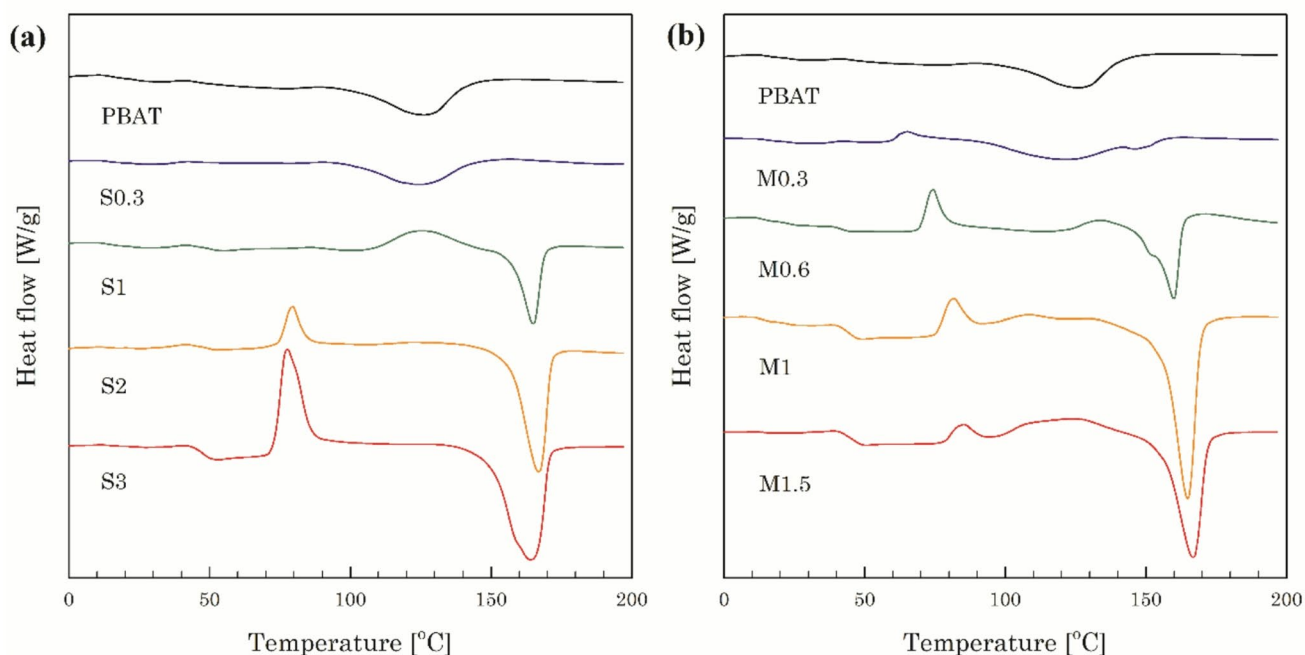 (a)
PBAT
S0.3
S1
S2
S3
Heat flow [W/g]
0 50 100 150 200
Temperature [°C]
(b)
PBAT
M0.3
M0.6
M1
M1.5
Heat flow [W/g]
0 50 100 150 200
Temperature [°C]